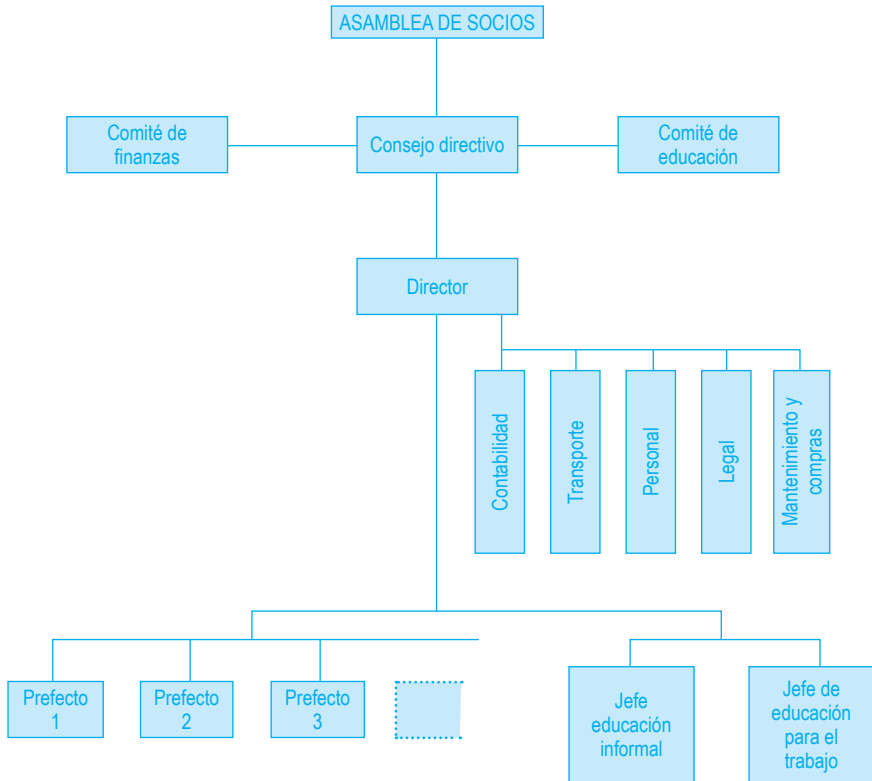 ASAMBLEA DE SOCIOS
Comité de
finanzas
Consejo directivo
Comité de
educación
Director
Contabilidad
Transporte
Personal
Legal
Mantenimiento y
compras
Prefecto
1
Prefecto
2
Prefecto
3
Jefe
educación
informal
Jefe de
educación
para el
trabajo